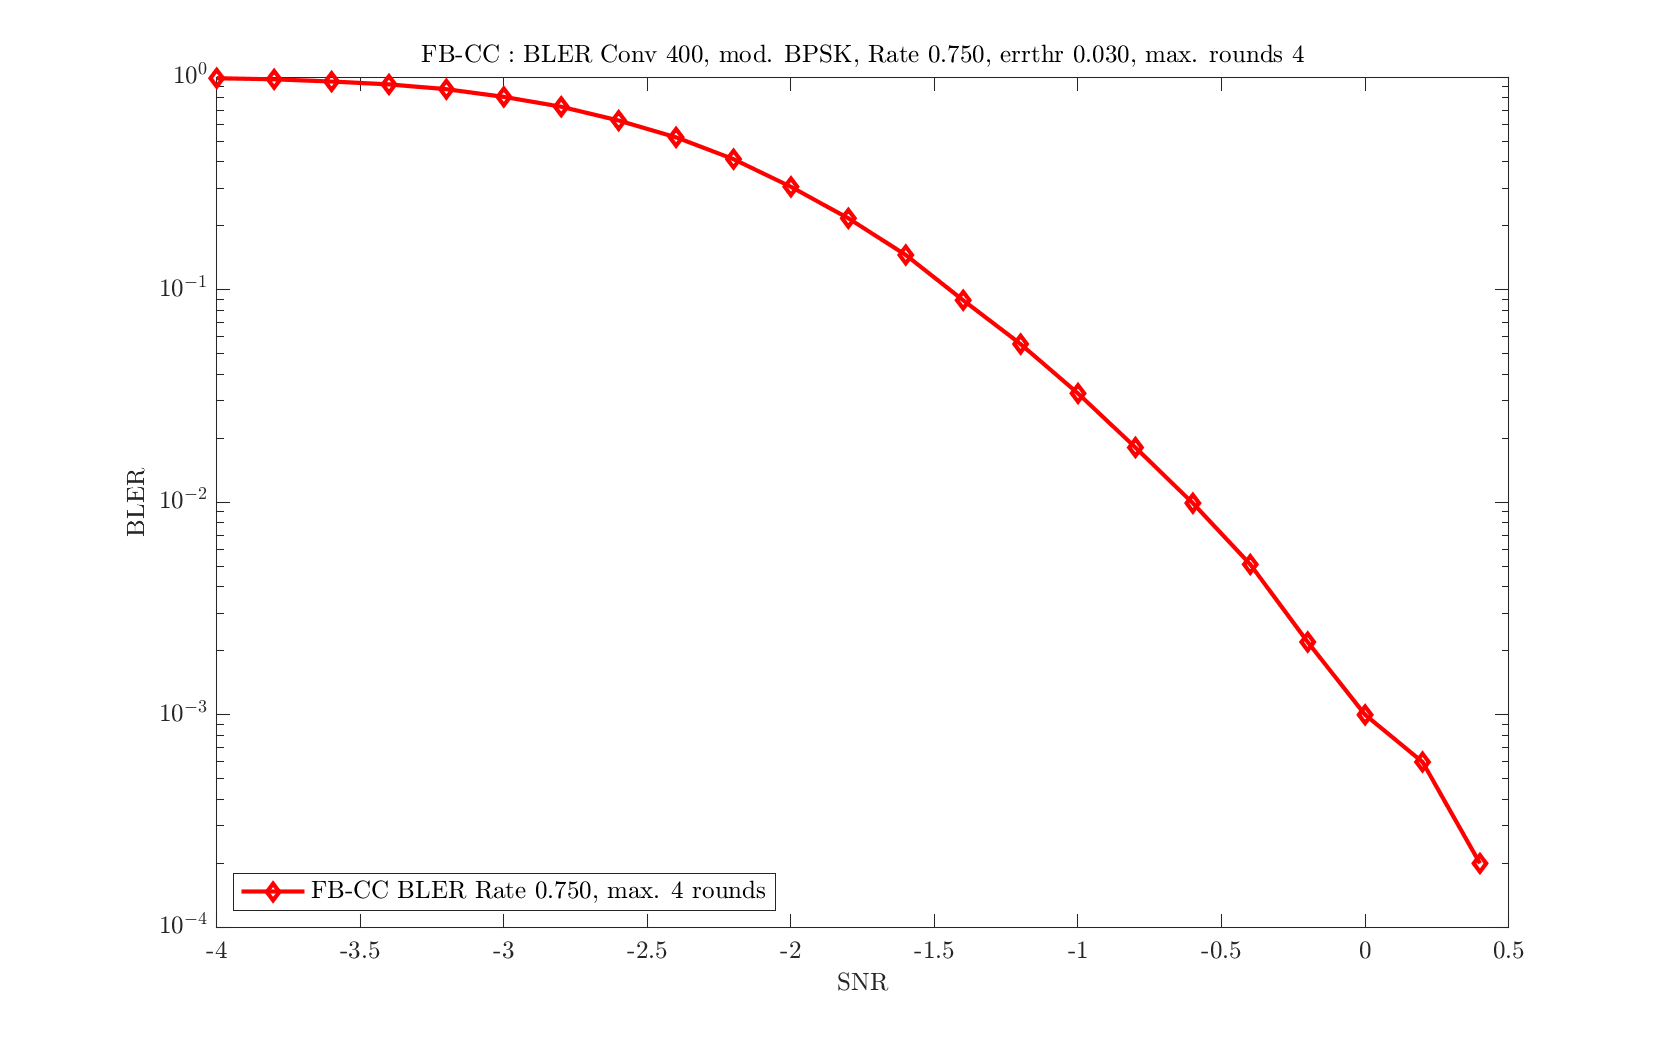 FB-CC : BLER Conv 400, mod. BPSK, Rate 0.750, errthr 0.030, max. rounds 4
10^0
10^-1
10^-2
10^-3
10^-4
BLER
FB-CC BLER Rate 0.750, max. 4 rounds
-4 -3.5 -3 -2.5 -2 -1.5 -1 -0.5 0 0.5
SNR